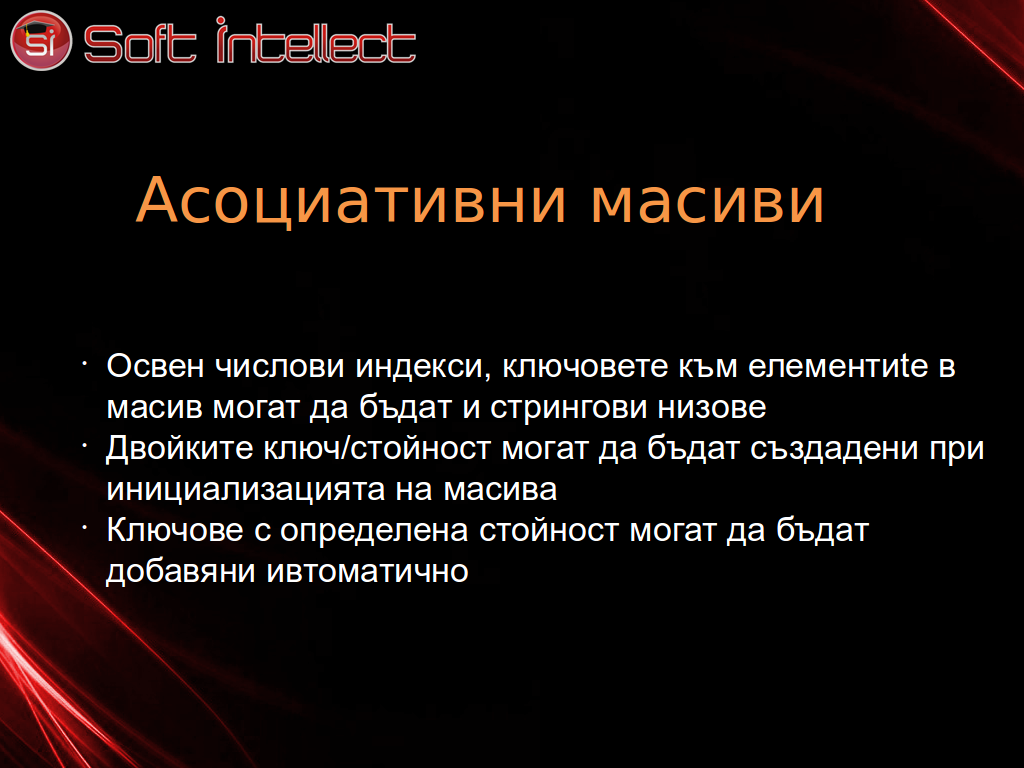 Si Soft intellect
Асоциативни масиви
· Освен числови индекси, ключовете към елементиte в
масив могат да бъдат и стрингови низове
· Двойките ключ/стойност могат да бъдат създадени при
инициализацията на масива
· Ключове с определена стойност могат да бъдат
добавяни ивтоматично